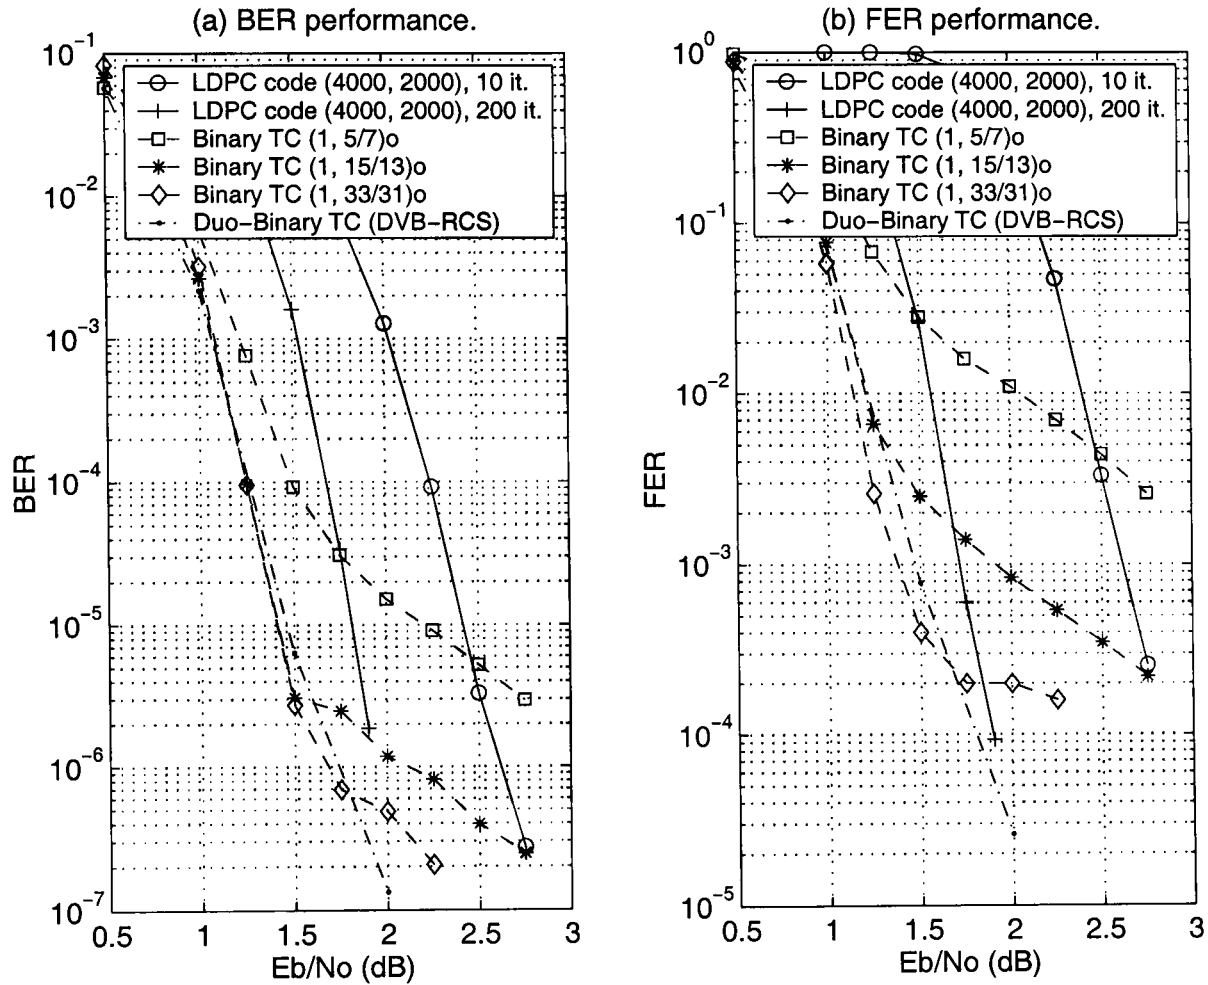 (a) BER performance.
10⁻¹
10⁻²
10⁻³
10⁻⁴
10⁻⁵
10⁻⁶
10⁻⁷
BER
LDPC code (4000, 2000), 10 it.
LDPC code (4000, 2000), 200 it.
Binary TC (1, 5/7)o
Binary TC (1, 15/13)o
Binary TC (1, 33/31)o
Duo−Binary TC (DVB−RCS)
0.5 1 1.5 2 2.5 3
Eb/No (dB)
(b) FER performance.
10⁰
10⁻¹
10⁻²
10⁻³
10⁻⁴
10⁻⁵
FER
LDPC code (4000, 2000), 10 it.
LDPC code (4000, 2000), 200 it.
Binary TC (1, 5/7)o
Binary TC (1, 15/13)o
Binary TC (1, 33/31)o
Duo−Binary TC (DVB−RCS)
0.5 1 1.5 2 2.5 3
Eb/No (dB)